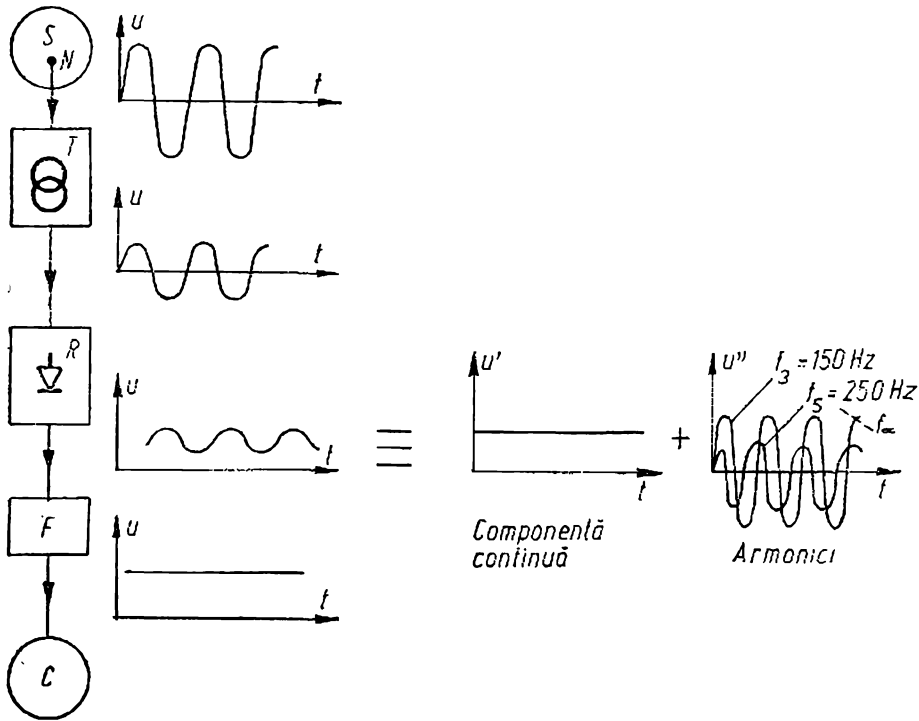 S
N
u
t
T
u
t
R
u
t
≡
u'
t
+
u"
f₃ = 150 Hz
f₅ = 250 Hz
f∝
t
Componentă
continuă
Armonici
F
u
t
C